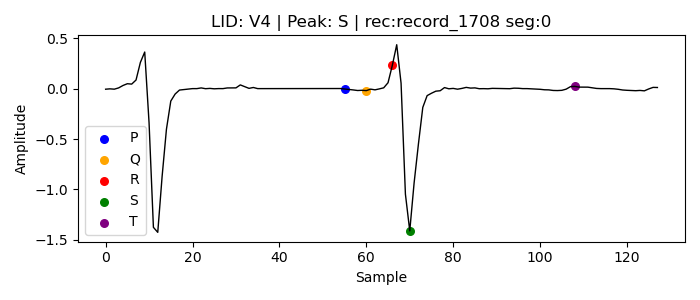 LID: V4 | Peak: S | rec:record_1708 seg:0
Amplitude
0.5
0.0
−0.5
−1.0
−1.5
P
Q
R
S
T
0 20 40 60 80 100 120
Sample